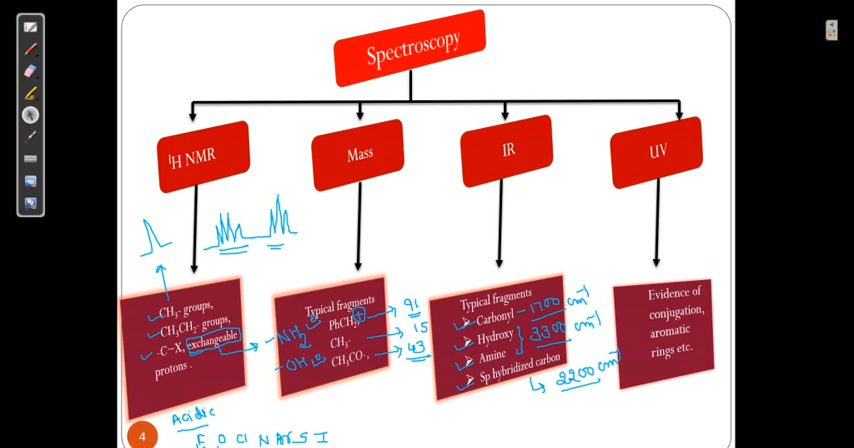 Spectroscopy
¹H NMR
Mass
IR
UV
CH₃- groups,
CH₃CH₂- groups,
-C–X, exchangeable
protons .
Acidic
F O Cl N Br S I
Typical fragments
PhCH₂+
CH₃-
CH₃CO-,
91
15
43
-NH₂
-OH
Typical fragments
Carbonyl - 1700 cm⁻¹
Hydroxy
3300 cm⁻¹
Amine
Sp hybridized carbon
2200 cm⁻¹
Evidence of
conjugation,
aromatic
rings etc.
4